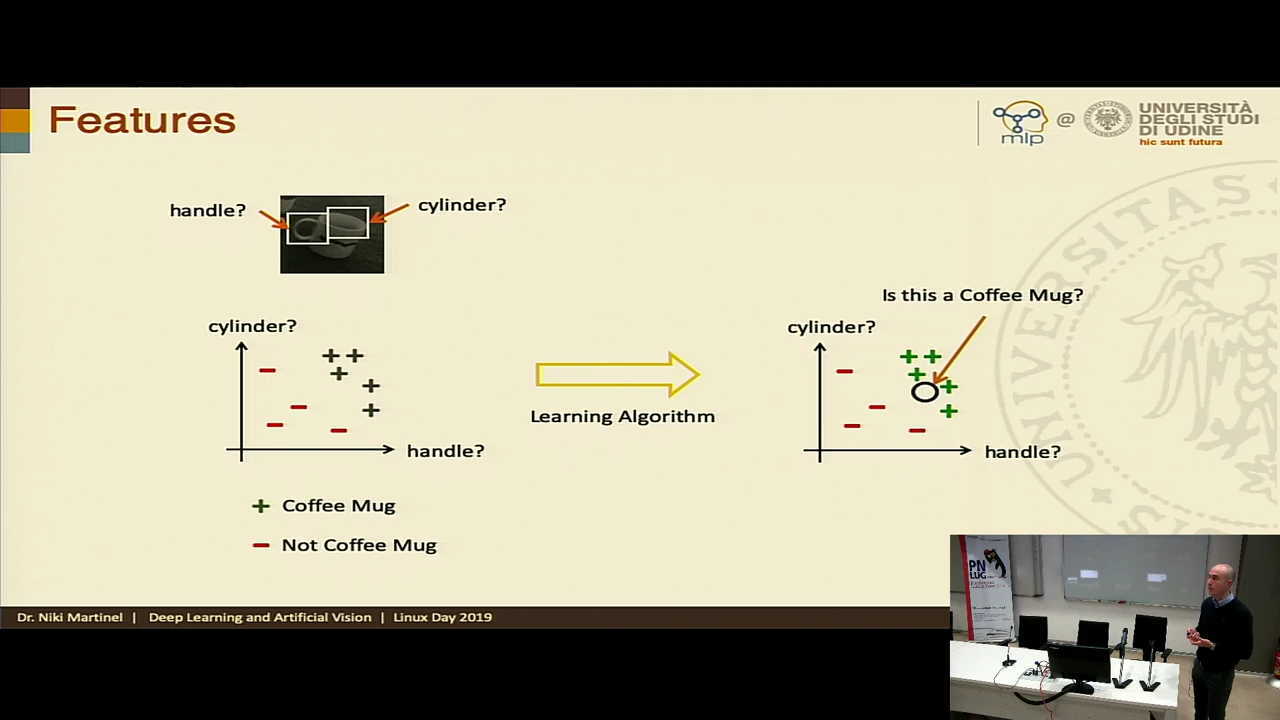 Features
mlp
@
UNIVERSITÀ
DEGLI STUDI
DI UDINE
hic sunt futura
handle?
cylinder?
Is this a Coffee Mug?
cylinder?
cylinder?
Learning Algorithm
handle?
handle?
+ Coffee Mug
- Not Coffee Mug
Dr. Niki Martinel | Deep Learning and Artificial Vision | Linux Day 2019
PN
LUG